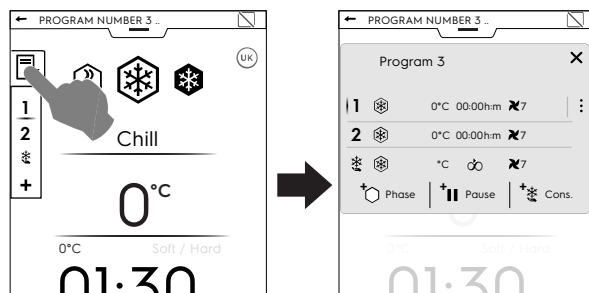 PROGRAM NUMBER 3 ..
UK
1
2
+
Chill
0°C
0°C Soft / Hard
01:30
PROGRAM NUMBER 3 ..
Program 3
1 0°C 00:00h:m 7
2 0°C 00:00h:m 7
°C 7
+ Phase + Pause + Cons.
0°C Soft / Hard
01:30